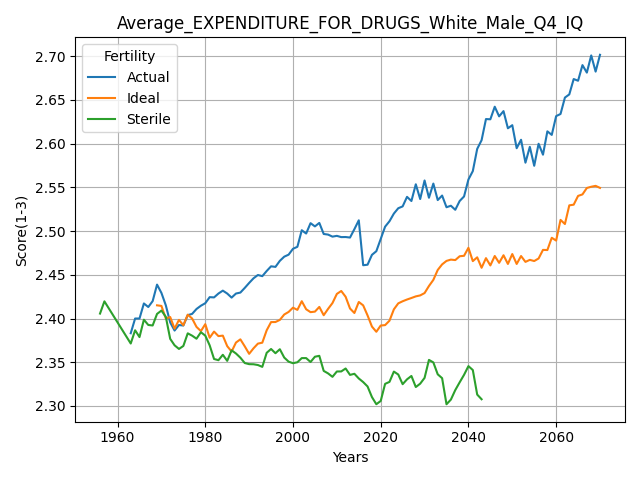 Average_EXPENDITURE_FOR_DRUGS_White_Male_Q4_IQ
Fertility
Actual
Ideal
Sterile
Score(1-3)
2.70
2.65
2.60
2.55
2.50
2.45
2.40
2.35
2.30
1960 1980 2000 2020 2040 2060
Years